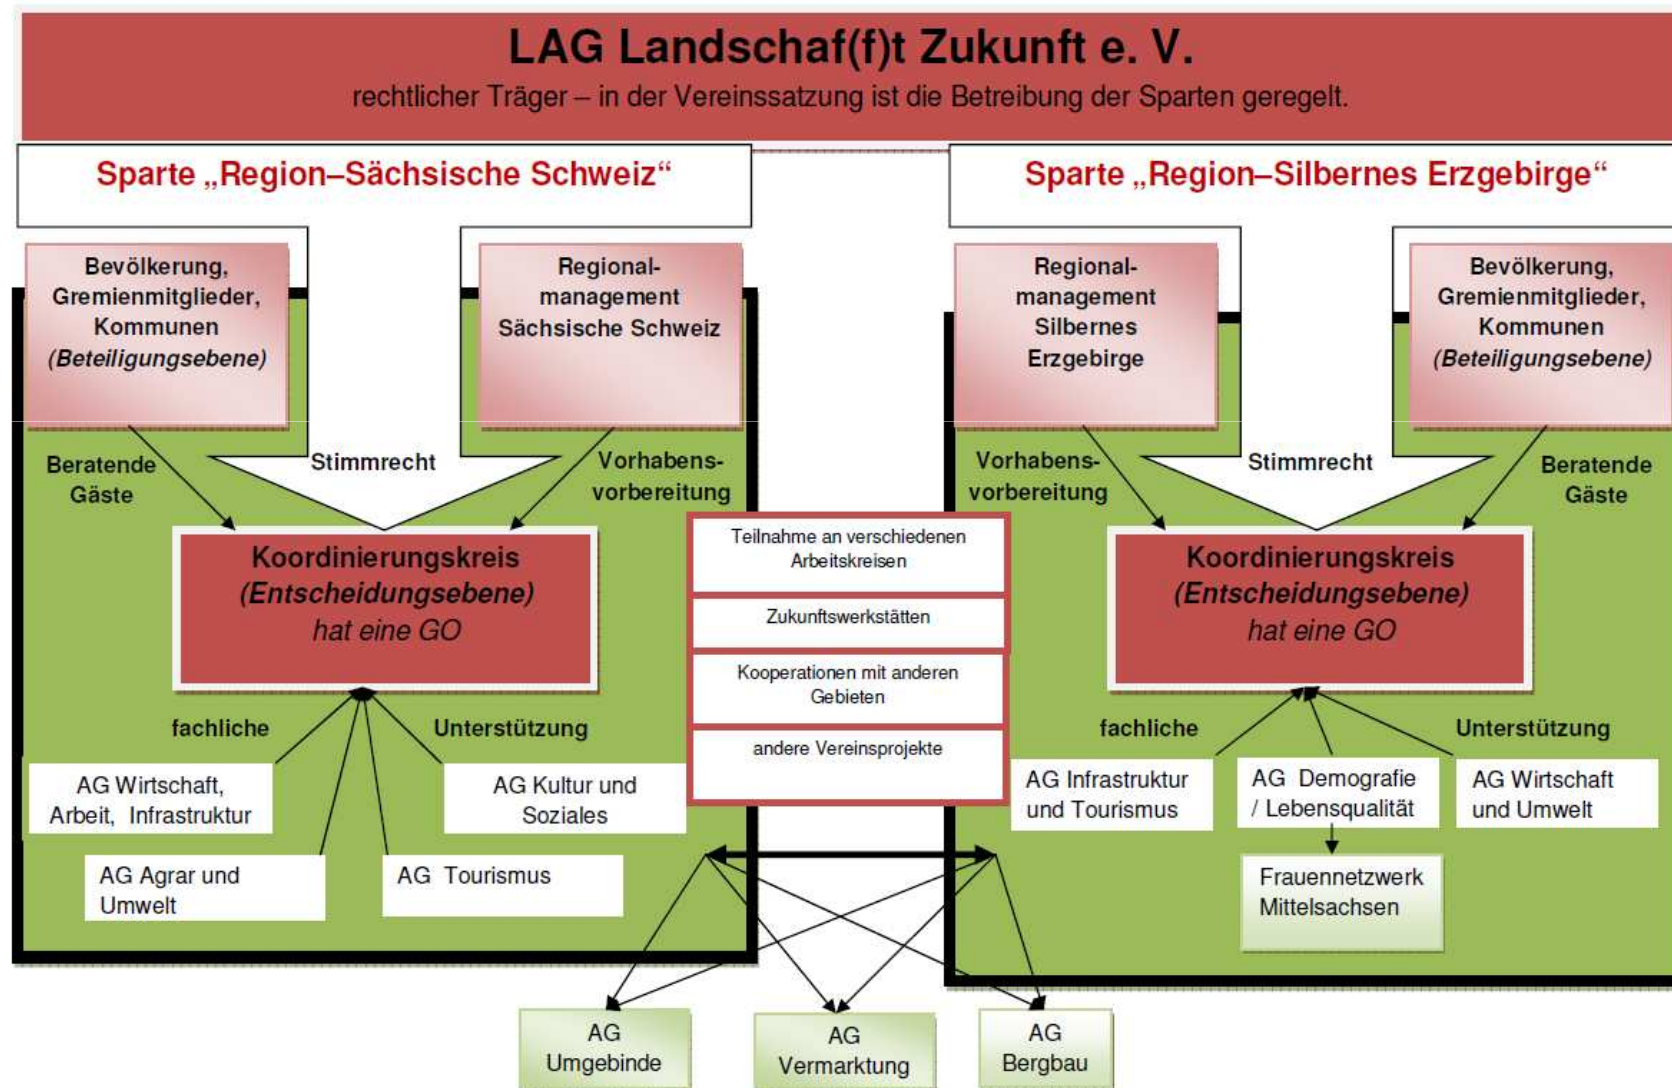 LAG Landschaf(f)t Zukunft e. V.
rechtlicher Träger – in der Vereinssatzung ist die Betreibung der Sparten geregelt.
Sparte „Region–Sächsische Schweiz“
Bevölkerung,
Gremienmitglieder,
Kommunen
(Beteiligungsebene)
Regional-
management
Sächsische Schweiz
Beratende
Gäste
Stimmrecht
Vorhabens-
vorbereitung
Koordinierungskreis
(Entscheidungsebene)
hat eine GO
fachliche
Unterstützung
AG Wirtschaft,
Arbeit, Infrastruktur
AG Kultur und
Soziales
AG Agrar und
Umwelt
AG Tourismus
Teilnahme an verschiedenen
Arbeitskreisen
Zukunftswerkstätten
Kooperationen mit anderen
Gebieten
andere Vereinsprojekte
Sparte „Region–Silbernes Erzgebirge“
Regional-
management
Silbernes
Erzgebirge
Bevölkerung,
Gremienmitglieder,
Kommunen
(Beteiligungsebene)
Vorhabens-
vorbereitung
Stimmrecht
Beratende
Gäste
Koordinierungskreis
(Entscheidungsebene)
hat eine GO
fachliche
Unterstützung
AG Infrastruktur
und Tourismus
AG Demografie
/ Lebensqualität
AG Wirtschaft
und Umwelt
Frauennetzwerk
Mittelsachsen
AG
Umgebinde
AG
Vermarktung
AG
Bergbau